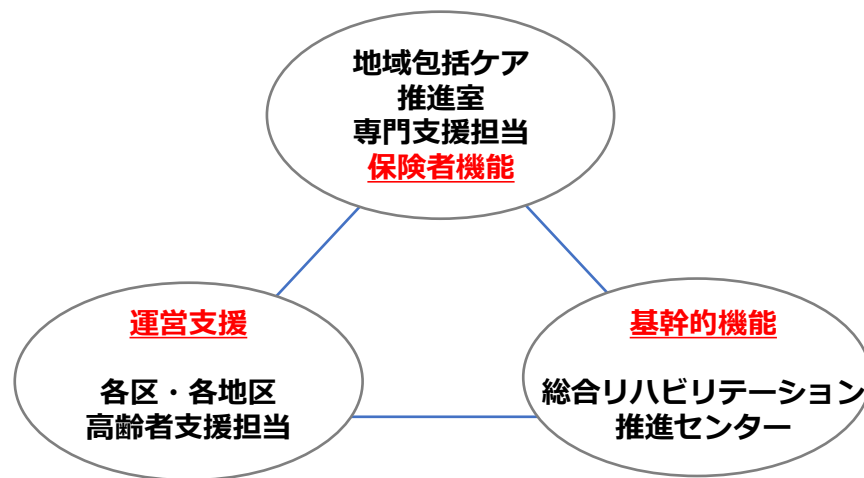 地域包括ケア
推進室
専門支援担当
保険者機能
運営支援
各区・各地区
高齢者支援担当
基幹的機能
総合リハビリテーション
推進センター